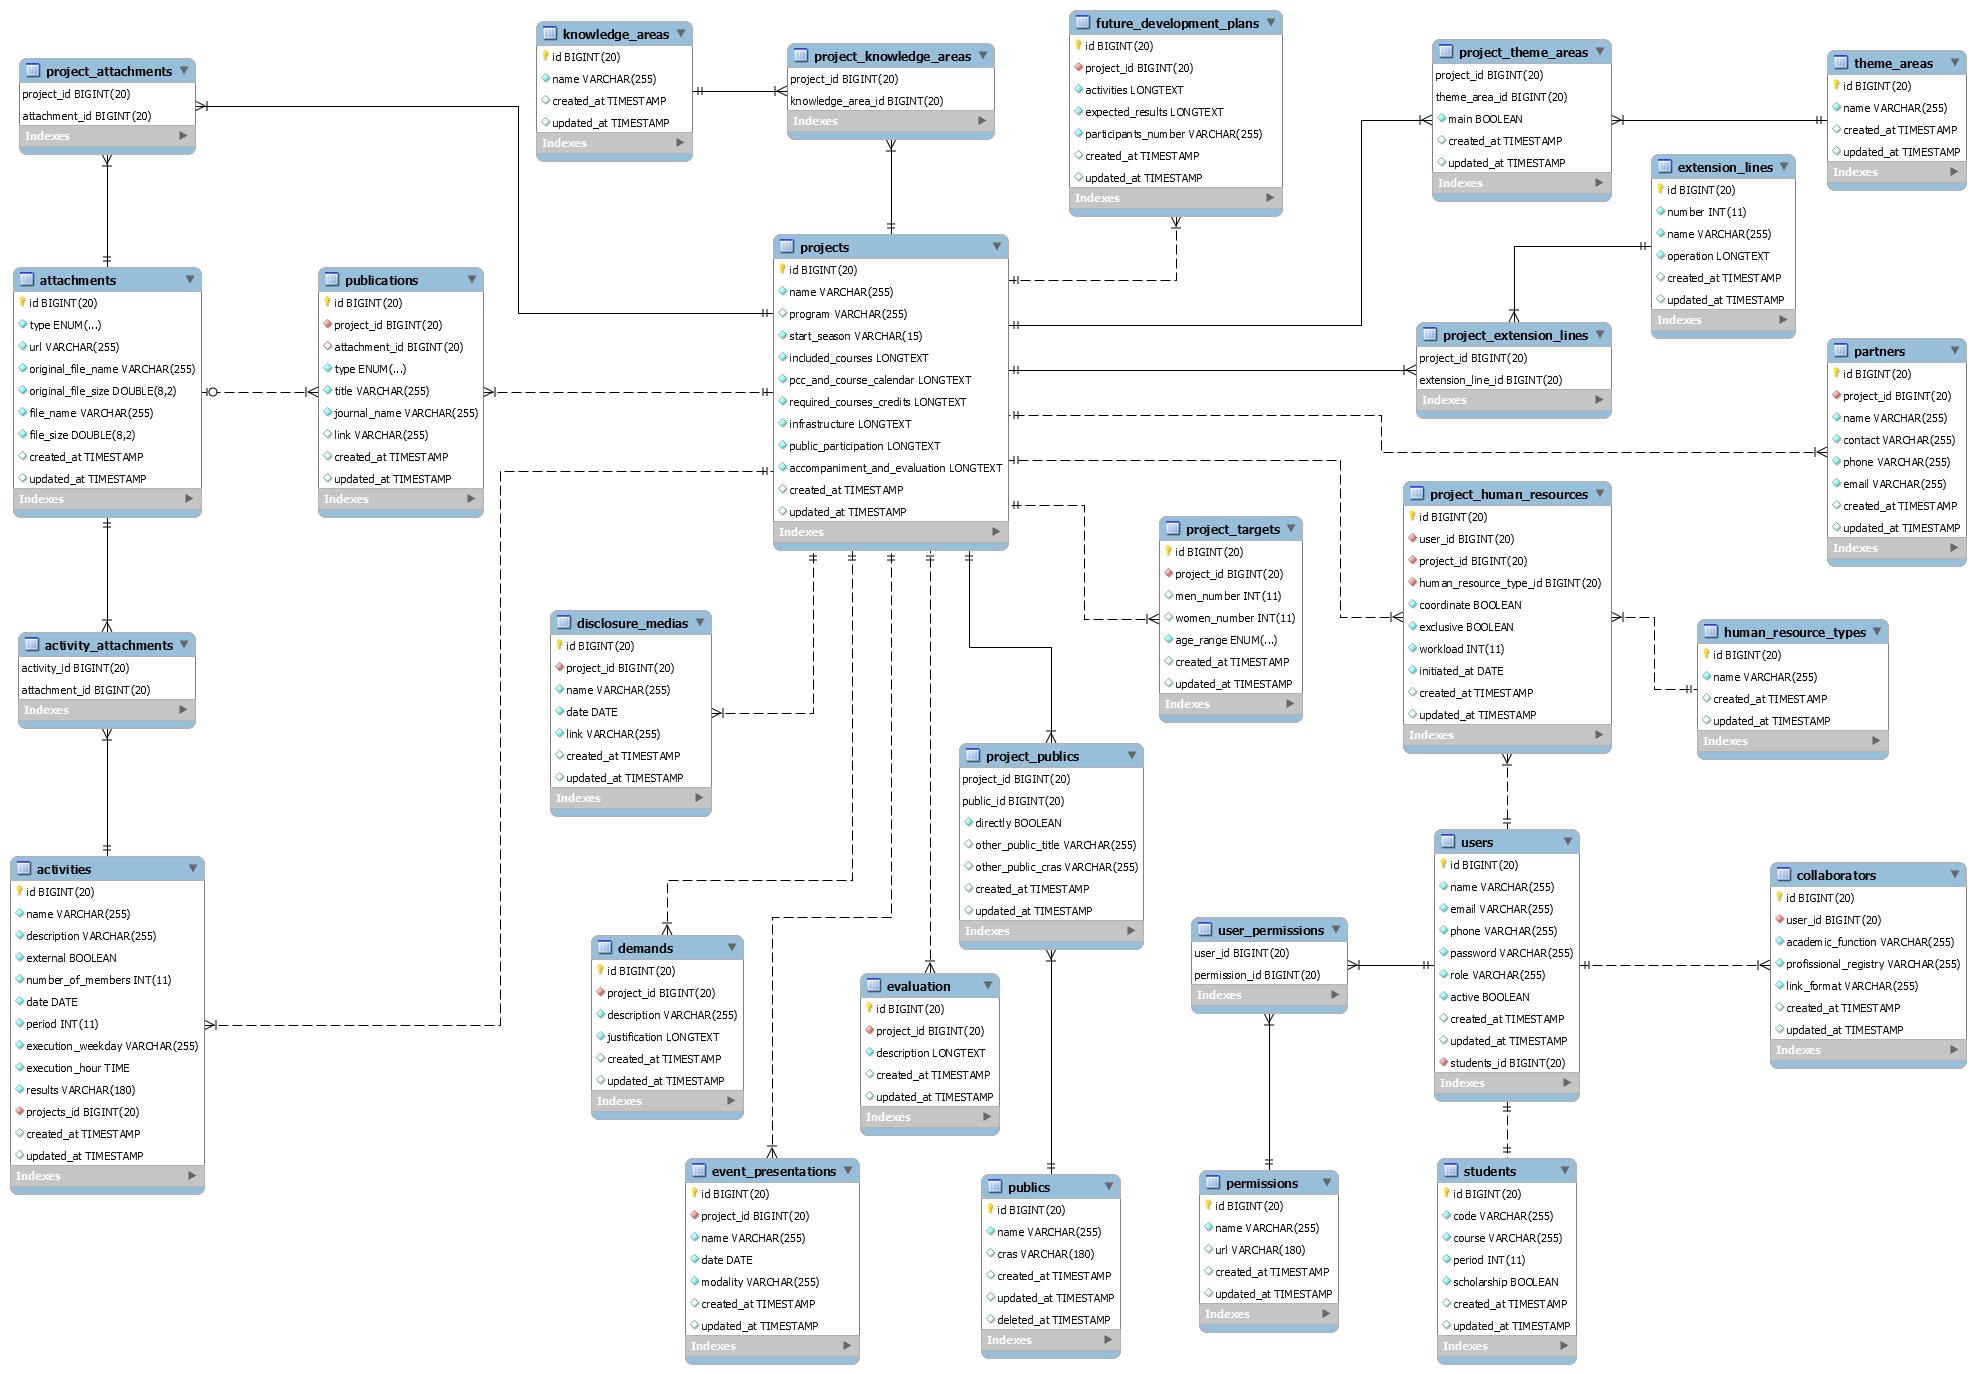 project_attachments
project_id BIGINT(20)
attachment_id BIGINT(20)
Indexes
knowledge_areas
id BIGINT(20)
name VARCHAR(255)
created_at TIMESTAMP
updated_at TIMESTAMP
Indexes
project_knowledge_areas
project_id BIGINT(20)
knowledge_area_id BIGINT(20)
Indexes
future_development_plans
id BIGINT(20)
project_id BIGINT(20)
activities LONGTEXT
expected_results LONGTEXT
participants_number VARCHAR(255)
created_at TIMESTAMP
updated_at TIMESTAMP
Indexes
project_theme_areas
project_id BIGINT(20)
theme_area_id BIGINT(20)
main BOOLEAN
created_at TIMESTAMP
updated_at TIMESTAMP
Indexes
theme_areas
id BIGINT(20)
name VARCHAR(255)
created_at TIMESTAMP
updated_at TIMESTAMP
Indexes
extension_lines
id BIGINT(20)
number INT(11)
name VARCHAR(255)
operation LONGTEXT
created_at TIMESTAMP
updated_at TIMESTAMP
Indexes
attachments
id BIGINT(20)
type ENUM(...)
url VARCHAR(255)
original_file_name VARCHAR(255)
original_file_size DOUBLE(8,2)
file_name VARCHAR(255)
file_size DOUBLE(8,2)
created_at TIMESTAMP
updated_at TIMESTAMP
Indexes
publications
id BIGINT(20)
project_id BIGINT(20)
attachment_id BIGINT(20)
type ENUM(...)
title VARCHAR(255)
journal_name VARCHAR(255)
link VARCHAR(255)
created_at TIMESTAMP
updated_at TIMESTAMP
Indexes
projects
id BIGINT(20)
name VARCHAR(255)
program VARCHAR(255)
start_season VARCHAR(15)
included_courses LONGTEXT
pcc_and_course_calendar LONGTEXT
required_courses_credits LONGTEXT
infrastructure LONGTEXT
public_participation LONGTEXT
accompaniment_and_evaluation LONGTEXT
created_at TIMESTAMP
updated_at TIMESTAMP
Indexes
project_extension_lines
project_id BIGINT(20)
extension_line_id BIGINT(20)
Indexes
partners
id BIGINT(20)
project_id BIGINT(20)
name VARCHAR(255)
contact VARCHAR(255)
phone VARCHAR(255)
email VARCHAR(255)
created_at TIMESTAMP
updated_at TIMESTAMP
Indexes
project_human_resources
id BIGINT(20)
user_id BIGINT(20)
project_id BIGINT(20)
human_resource_type_id BIGINT(20)
coordinate BOOLEAN
exclusive BOOLEAN
workload INT(11)
initiated_at DATE
created_at TIMESTAMP
updated_at TIMESTAMP
Indexes
project_targets
id BIGINT(20)
project_id BIGINT(20)
men_number INT(11)
women_number INT(11)
age_range ENUM(...)
created_at TIMESTAMP
updated_at TIMESTAMP
Indexes
human_resource_types
id BIGINT(20)
name VARCHAR(255)
created_at TIMESTAMP
updated_at TIMESTAMP
Indexes
disclosure_medias
id BIGINT(20)
project_id BIGINT(20)
name VARCHAR(255)
date DATE
link VARCHAR(255)
created_at TIMESTAMP
updated_at TIMESTAMP
Indexes
activity_attachments
activity_id BIGINT(20)
attachment_id BIGINT(20)
Indexes
project_publics
project_id BIGINT(20)
public_id BIGINT(20)
directly BOOLEAN
other_public_title VARCHAR(255)
other_public_cras VARCHAR(255)
created_at TIMESTAMP
updated_at TIMESTAMP
Indexes
activities
id BIGINT(20)
name VARCHAR(255)
description VARCHAR(255)
external BOOLEAN
number_of_members INT(11)
date DATE
period INT(11)
execution_weekday VARCHAR(255)
execution_hour TIME
results VARCHAR(180)
projects_id BIGINT(20)
created_at TIMESTAMP
updated_at TIMESTAMP
Indexes
users
id BIGINT(20)
name VARCHAR(255)
email VARCHAR(255)
phone VARCHAR(255)
password VARCHAR(255)
role VARCHAR(255)
active BOOLEAN
created_at TIMESTAMP
updated_at TIMESTAMP
students_id BIGINT(20)
Indexes
collaborators
id BIGINT(20)
user_id BIGINT(20)
academic_function VARCHAR(255)
profissional_registry VARCHAR(255)
link_format VARCHAR(255)
created_at TIMESTAMP
updated_at TIMESTAMP
Indexes
user_permissions
user_id BIGINT(20)
permission_id BIGINT(20)
Indexes
demands
id BIGINT(20)
project_id BIGINT(20)
description VARCHAR(255)
justification LONGTEXT
created_at TIMESTAMP
updated_at TIMESTAMP
Indexes
evaluation
id BIGINT(20)
project_id BIGINT(20)
description LONGTEXT
created_at TIMESTAMP
updated_at TIMESTAMP
Indexes
event_presentations
id BIGINT(20)
project_id BIGINT(20)
name VARCHAR(255)
date DATE
modality VARCHAR(255)
created_at TIMESTAMP
updated_at TIMESTAMP
Indexes
publics
id BIGINT(20)
name VARCHAR(255)
cras VARCHAR(180)
created_at TIMESTAMP
updated_at TIMESTAMP
deleted_at TIMESTAMP
Indexes
permissions
id BIGINT(20)
name VARCHAR(255)
url VARCHAR(180)
created_at TIMESTAMP
updated_at TIMESTAMP
Indexes
students
id BIGINT(20)
code VARCHAR(255)
course VARCHAR(255)
period INT(11)
scholarship BOOLEAN
created_at TIMESTAMP
updated_at TIMESTAMP
Indexes